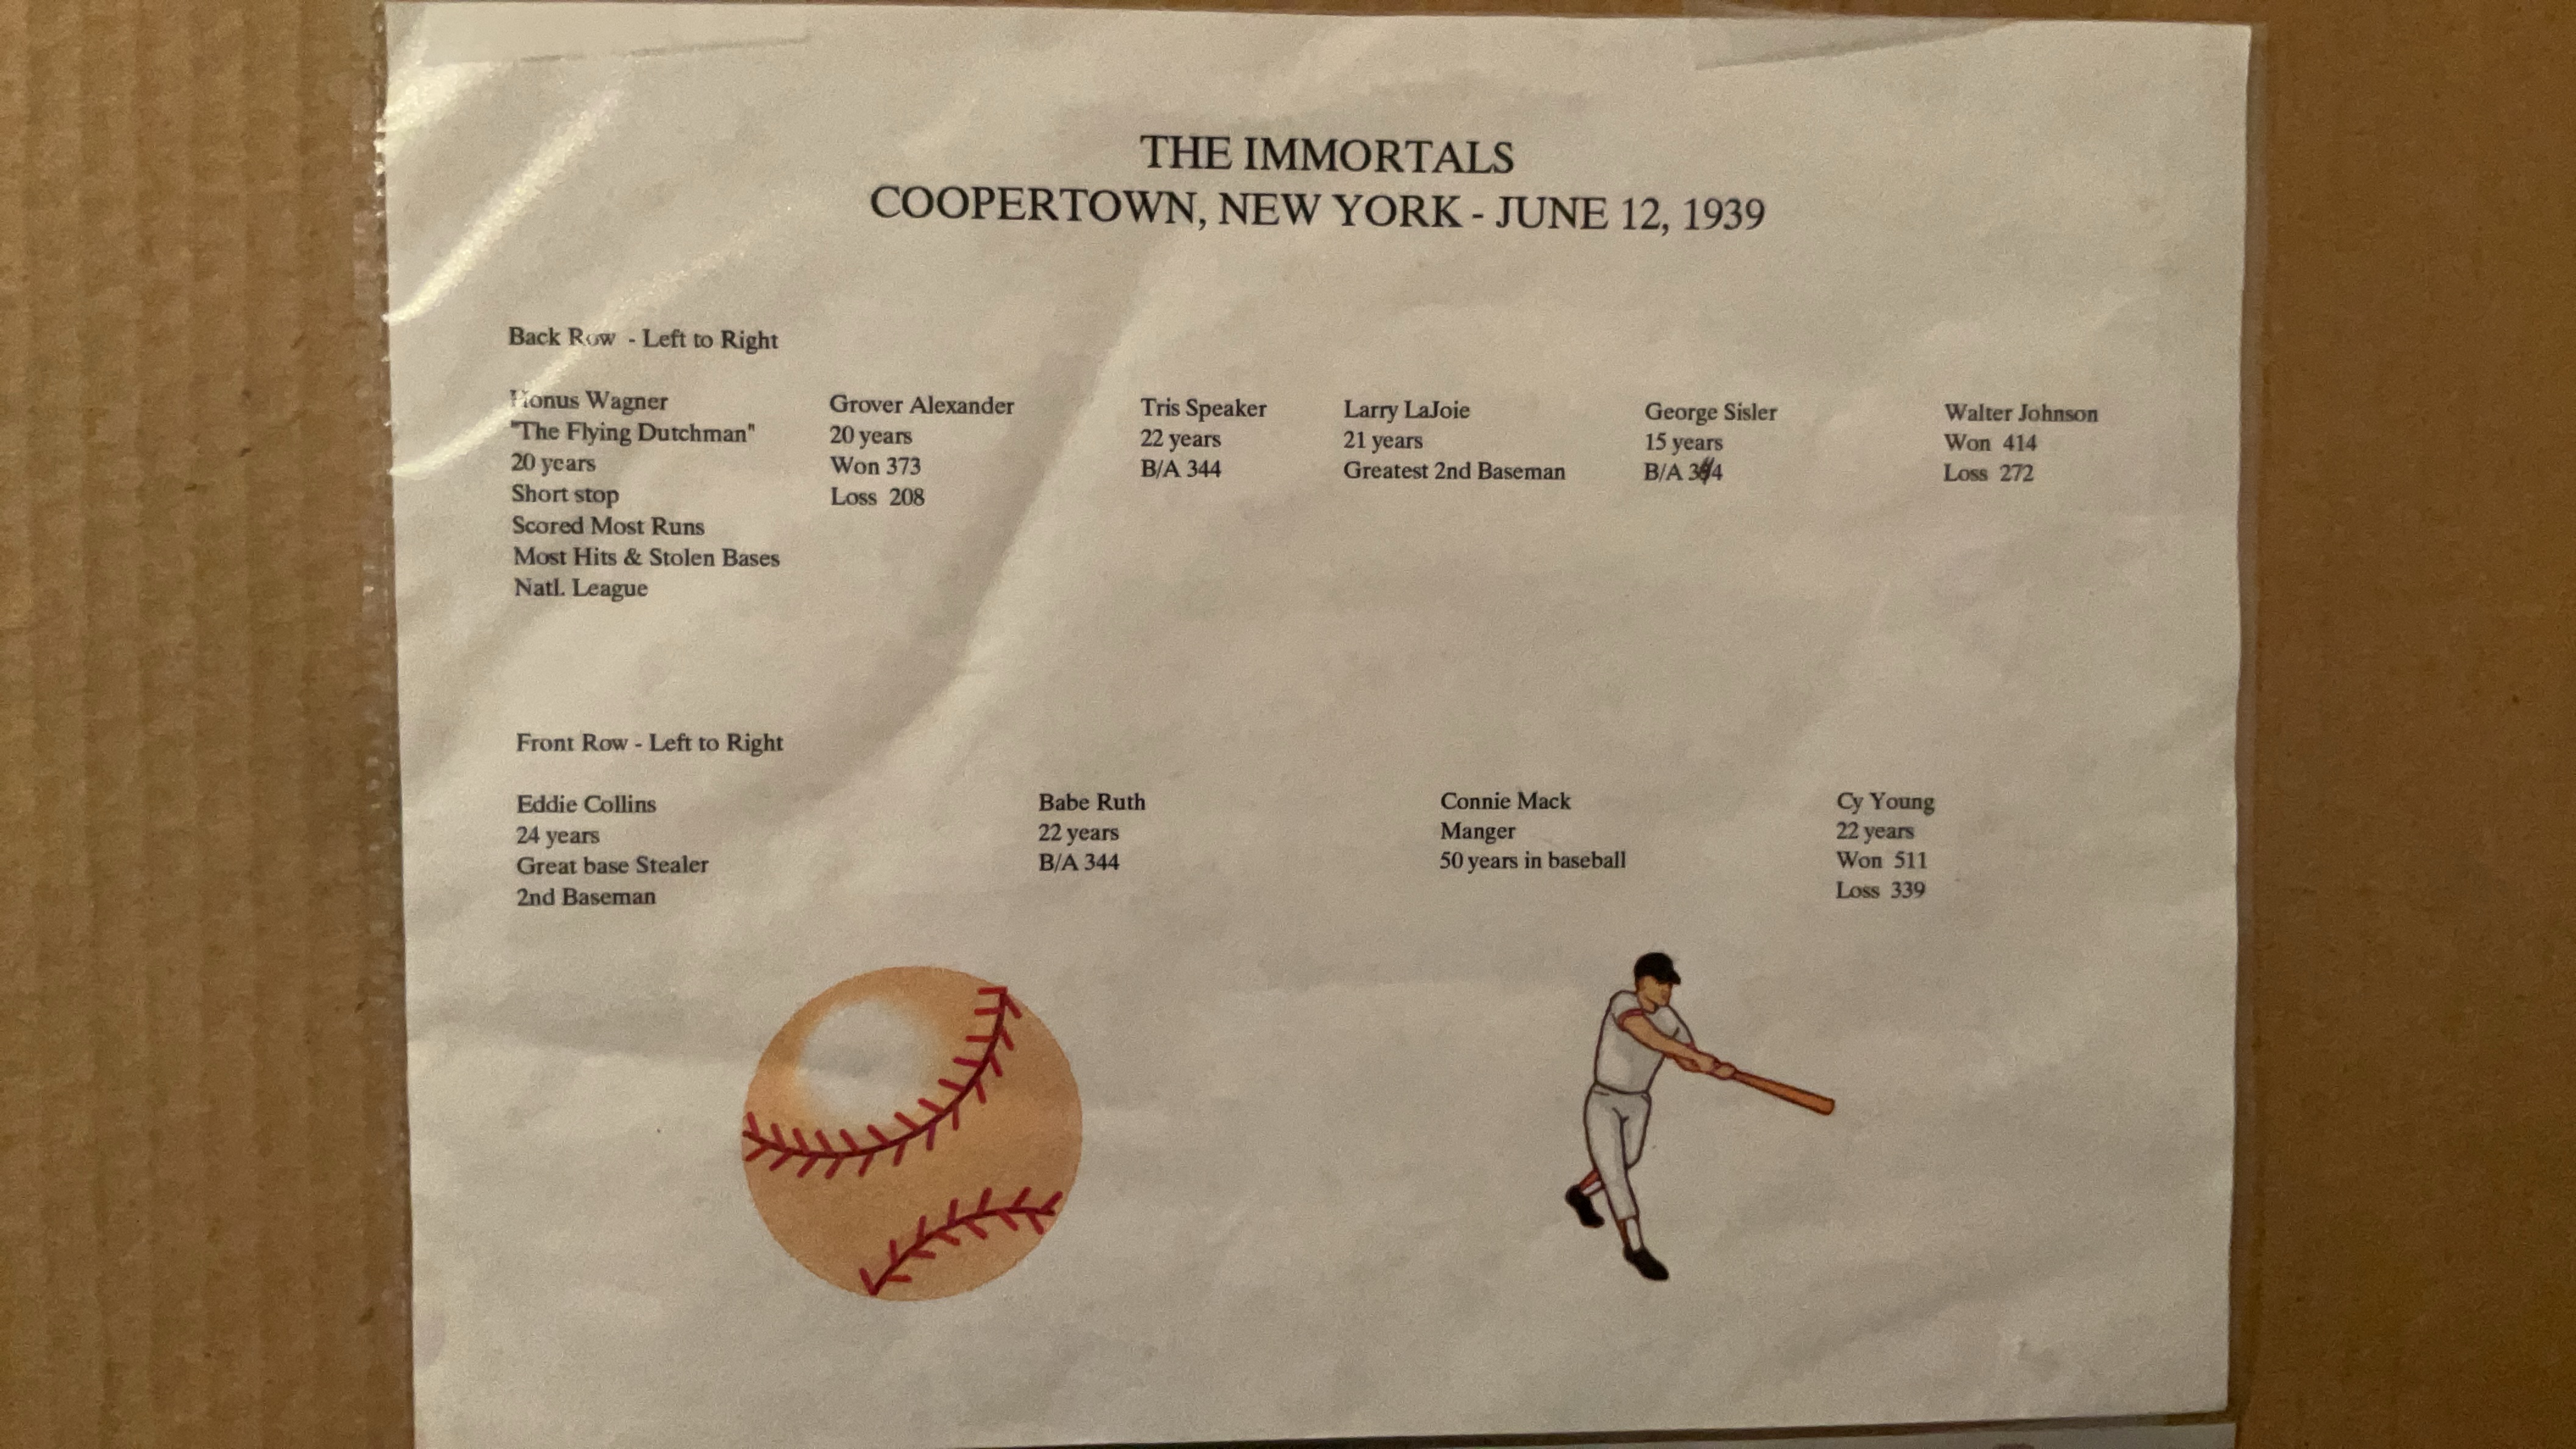 THE IMMORTALS
COOPERTOWN, NEW YORK - JUNE 12, 1939
Back Row - Left to Right
Honus Wagner
"The Flying Dutchman"
20 years
Short stop
Scored Most Runs
Most Hits & Stolen Bases
Natl. League
Grover Alexander
20 years
Won 373
Loss 208
Tris Speaker
22 years
B/A 344
Larry LaJoie
21 years
Greatest 2nd Baseman
George Sisler
15 years
B/A 344
Walter Johnson
Won 414
Loss 272
Front Row - Left to Right
Eddie Collins
24 years
Great base Stealer
2nd Baseman
Babe Ruth
22 years
B/A 344
Connie Mack
Manger
50 years in baseball
Cy Young
22 years
Won 511
Loss 339